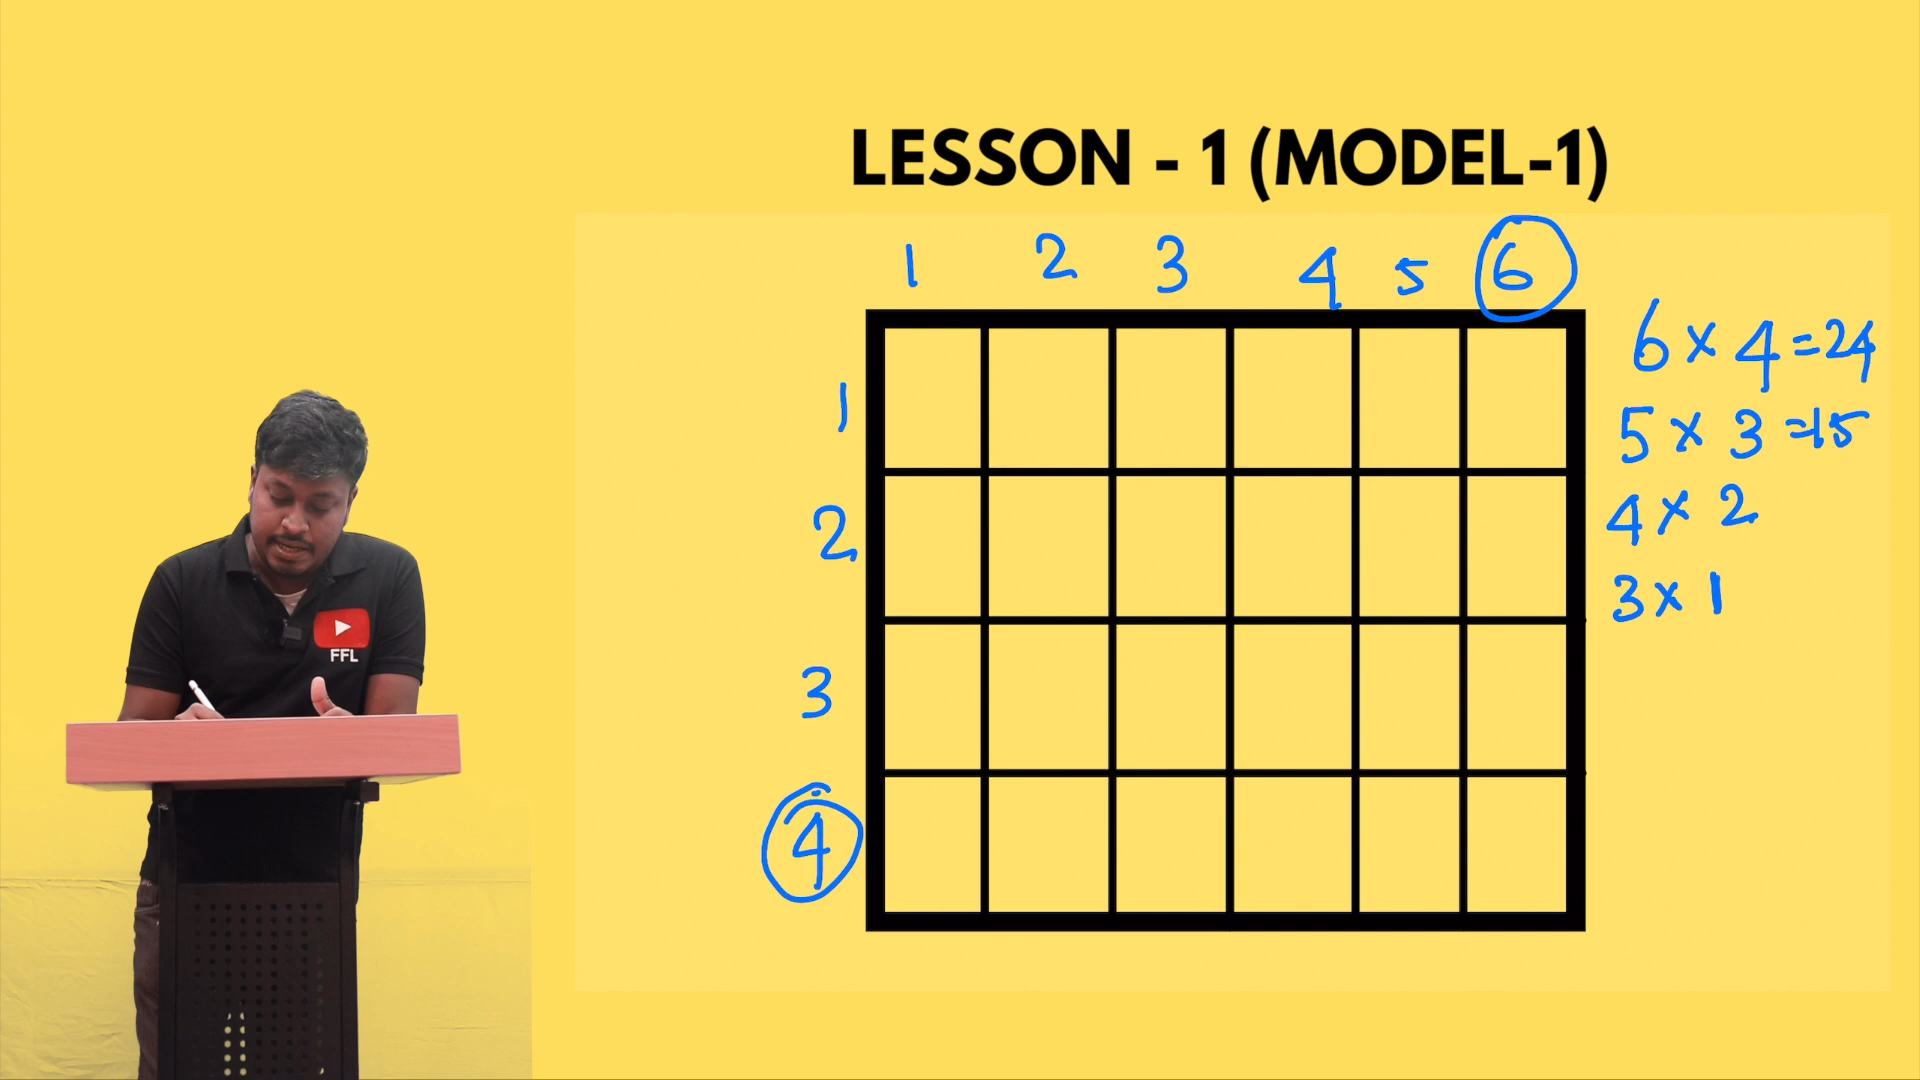 LESSON - 1 (MODEL-1)
1 2 3 4 5 6
6 x 4 = 24
1
5 x 3 = 15
2
4 x 2
3 x 1
FFL
3
4